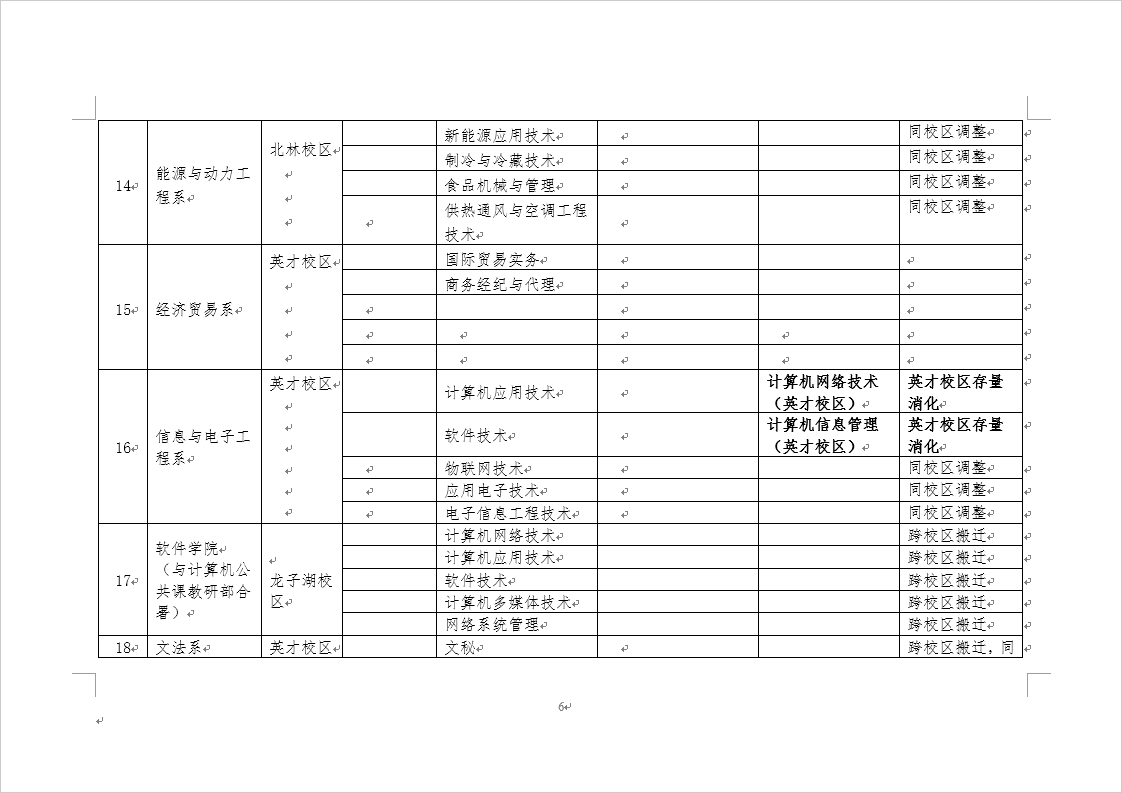 14
能源与动力工
程系
北林校区
新能源应用技术
同校区调整
制冷与冷藏技术
同校区调整
食品机械与管理
同校区调整
供热通风与空调工程
技术
同校区调整
15
经济贸易系
英才校区
国际贸易实务
商务经纪与代理
16
信息与电子工
程系
英才校区
计算机应用技术
计算机网络技术
（英才校区）
英才校区存量
消化
软件技术
计算机信息管理
（英才校区）
英才校区存量
消化
物联网技术
同校区调整
应用电子技术
同校区调整
电子信息工程技术
同校区调整
17
软件学院
（与计算机公
共课教研部合
署）
龙子湖校
区
计算机网络技术
跨校区搬迁
计算机应用技术
跨校区搬迁
软件技术
跨校区搬迁
计算机多媒体技术
跨校区搬迁
网络系统管理
跨校区搬迁
18
文法系
英才校区
文秘
跨校区搬迁，同
6